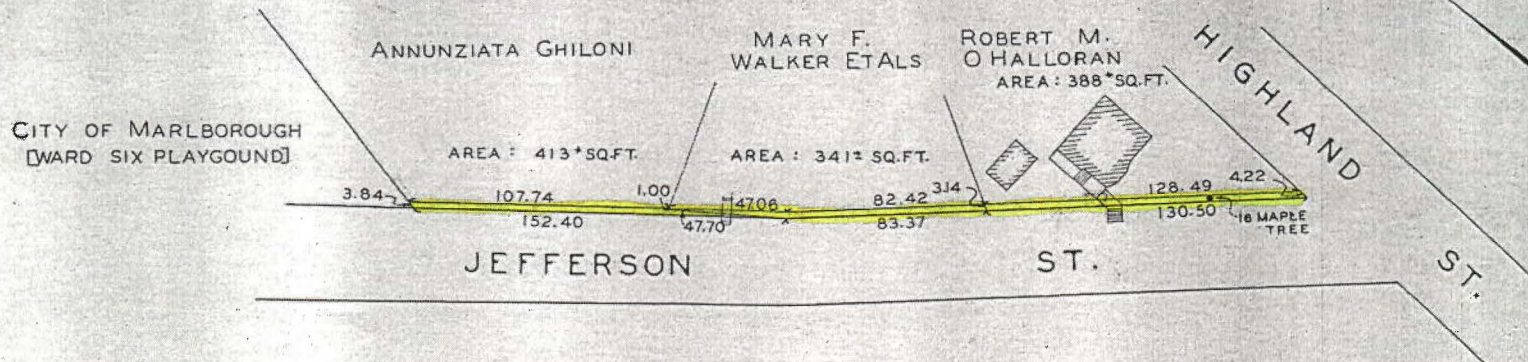 ANNUNZIATA GHILONI
MARY F.
WALKER ET ALS
ROBERT M.
O HALLORAN
AREA : 388± SQ.FT.
HIGHLAND
ST.
CITY OF MARLBOROUGH
[WARD SIX PLAYGOUND]
AREA : 413± SQ.FT.
AREA : 341± SQ.FT.
3.84
107.74
1.00
47.06
82.42
3.14
128.49
4.22
152.40
47.70
83.37
130.50
18 MAPLE
TREE
JEFFERSON ST.